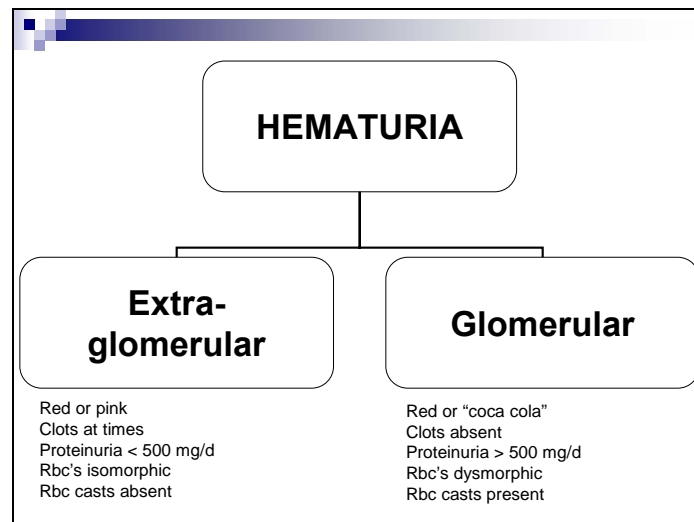 HEMATURIA
Extra-
glomerular
Glomerular
Red or pink
Clots at times
Proteinuria < 500 mg/d
Rbc's isomorphic
Rbc casts absent
Red or “coca cola”
Clots absent
Proteinuria > 500 mg/d
Rbc's dysmorphic
Rbc casts present